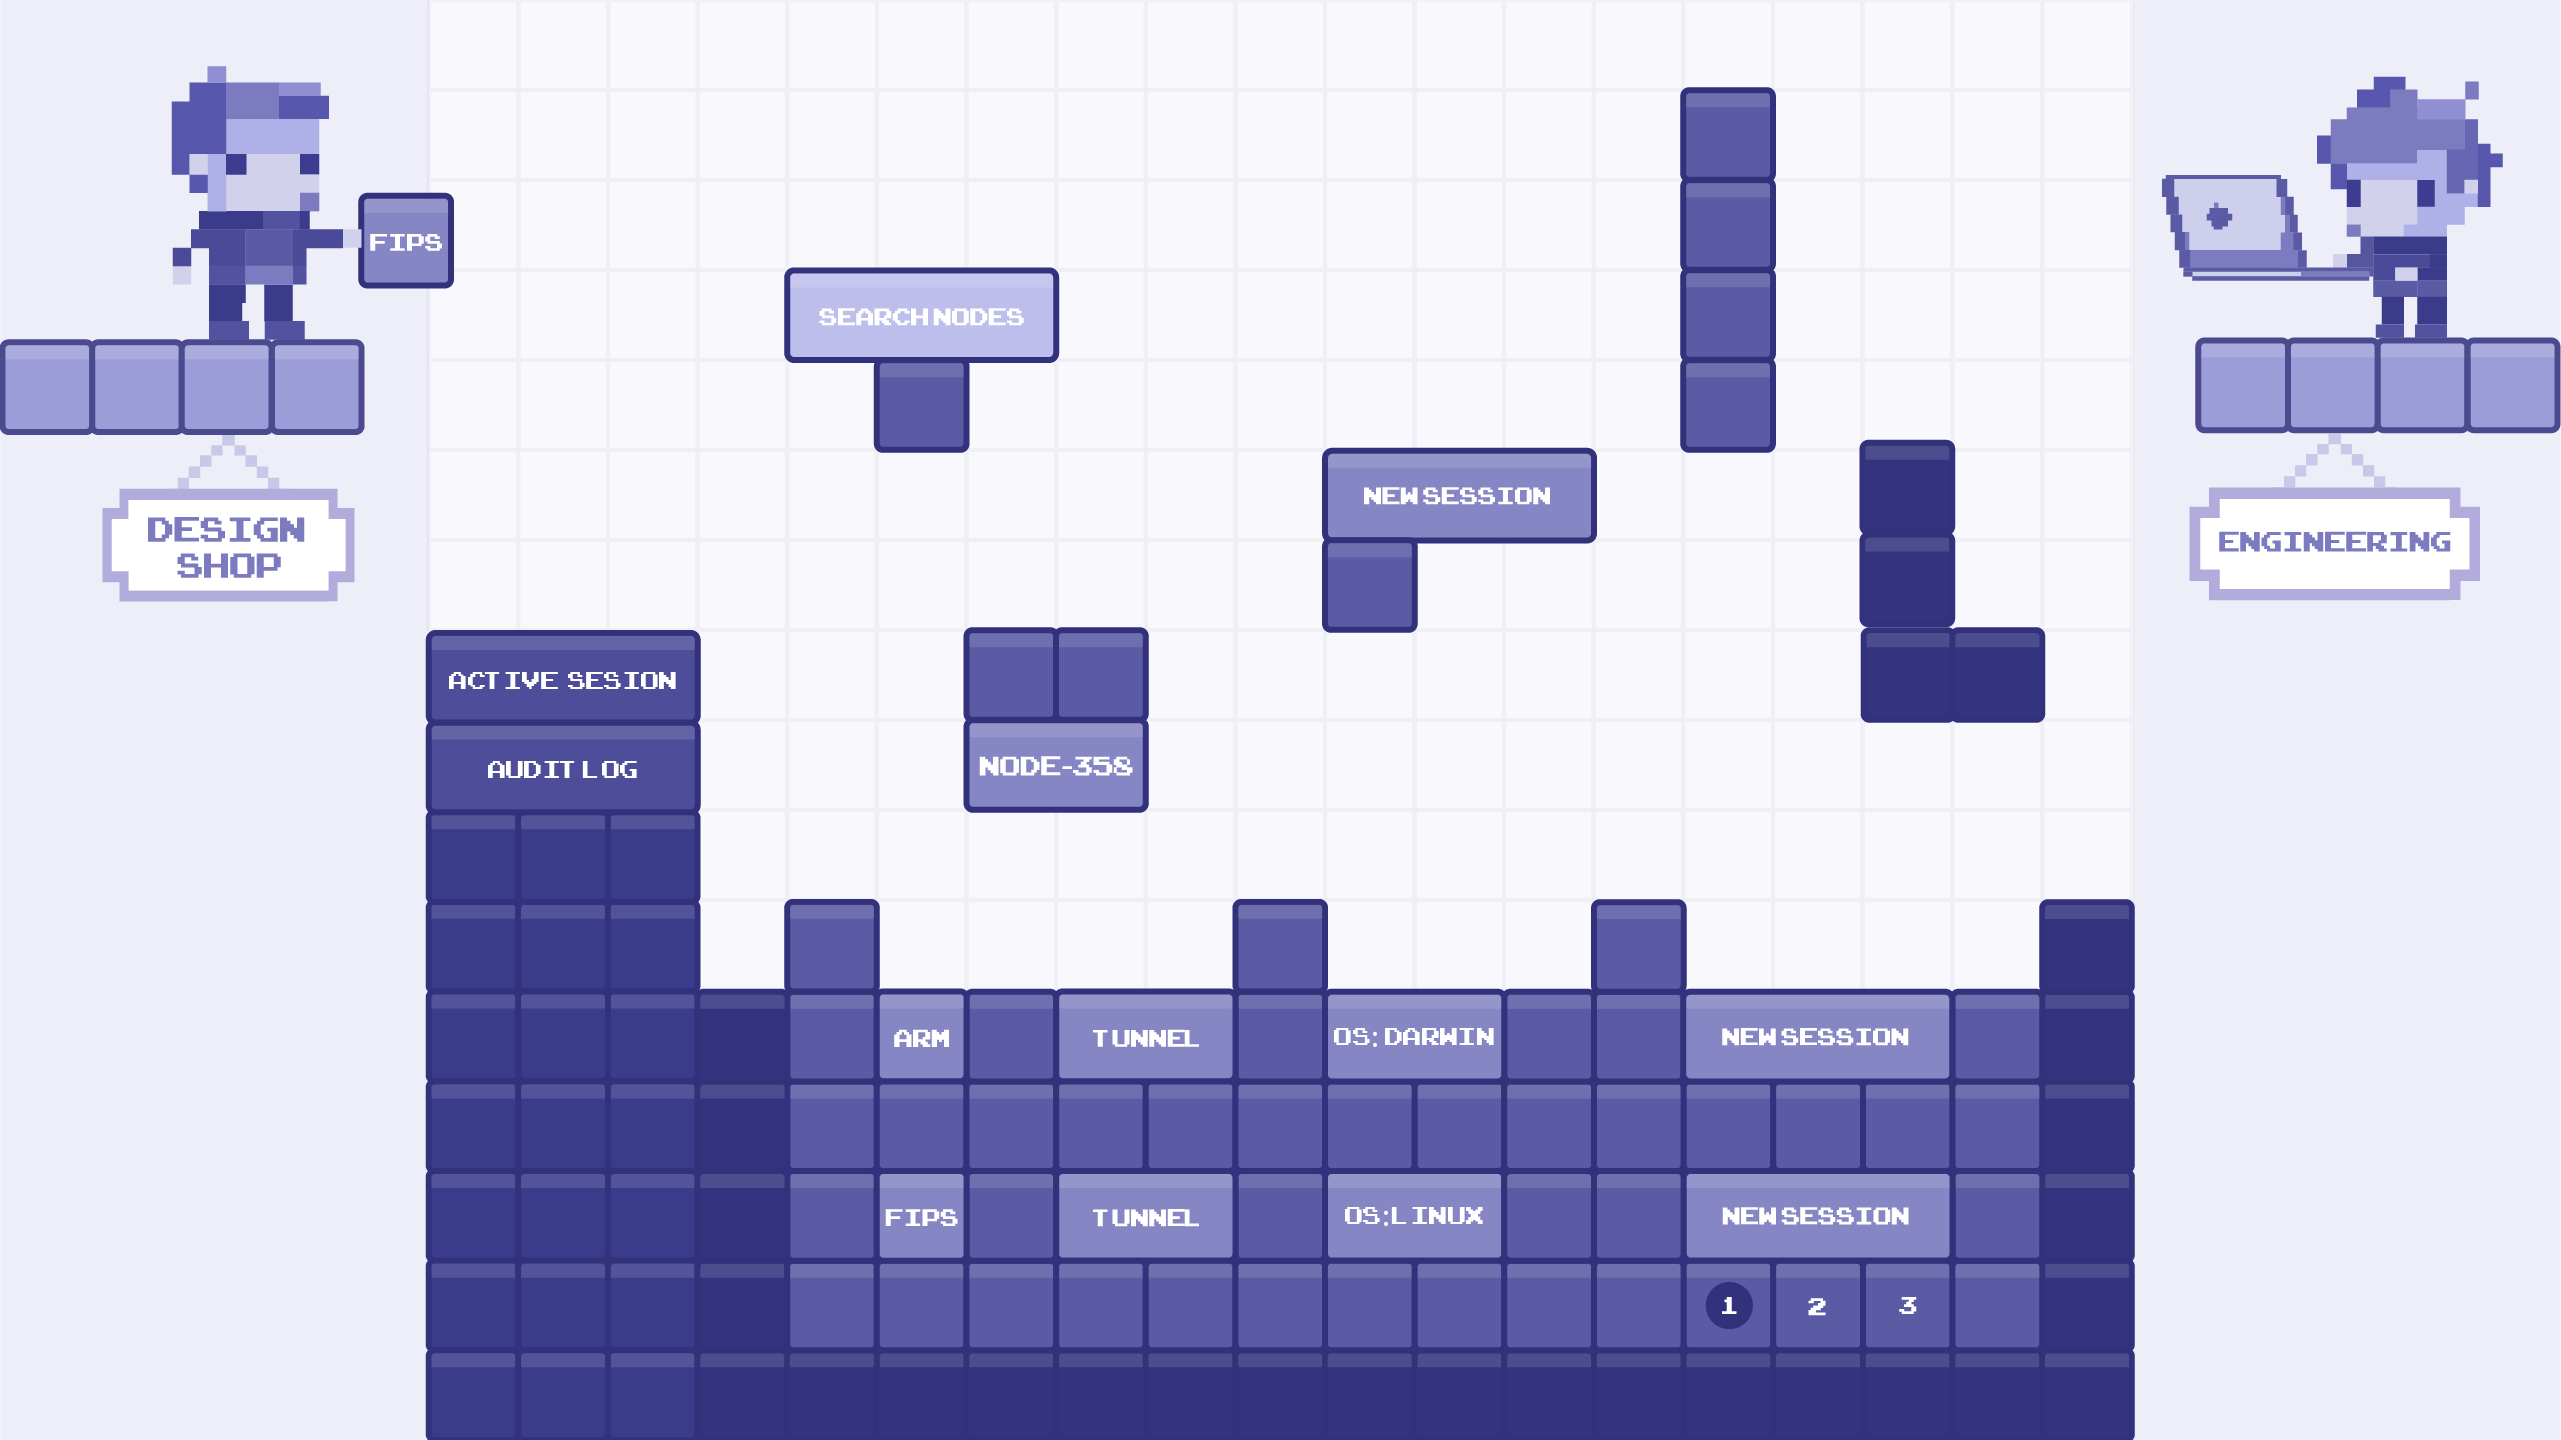 FIPS
SEARCH NODES
NEW SESSION
DESIGN
SHOP
ENGINEERING
ACTIVE SESION
AUDIT LOG
NODE-358
ARM
TUNNEL
OS:DARWIN
NEW SESSION
FIPS
TUNNEL
OS:LINUX
NEW SESSION
1 2 3